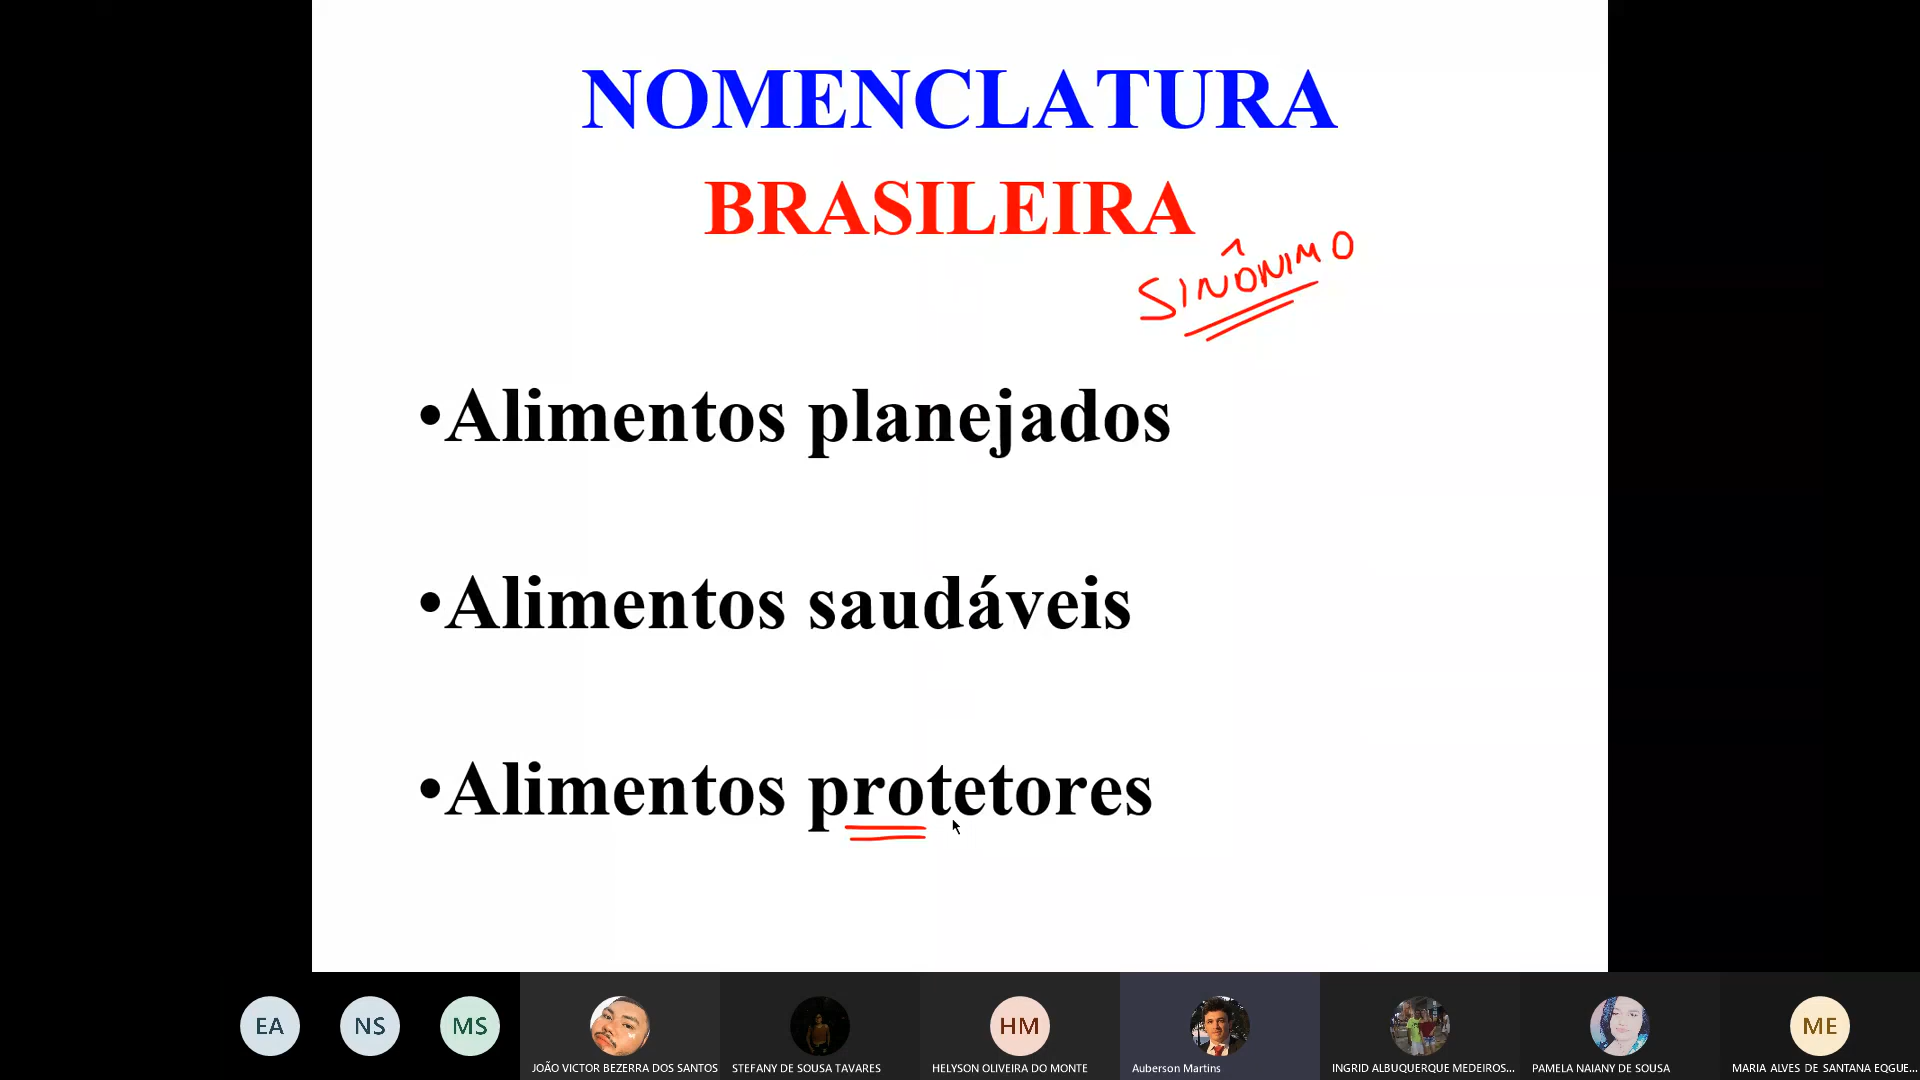 NOMENCLATURA
BRASILEIRA
SINÔNIMO
•Alimentos planejados
•Alimentos saudáveis
•Alimentos protetores
EA
NS
MS
HM
ME
JOÃO VICTOR BEZERRA DOS SANTOS
STEFANY DE SOUSA TAVARES
HELYSON OLIVEIRA DO MONTE
Auberson Martins
INGRID ALBUQUERQUE MEDEIROS...
PAMELA NAIANY DE SOUSA
MARIA ALVES DE SANTANA EQGUE...